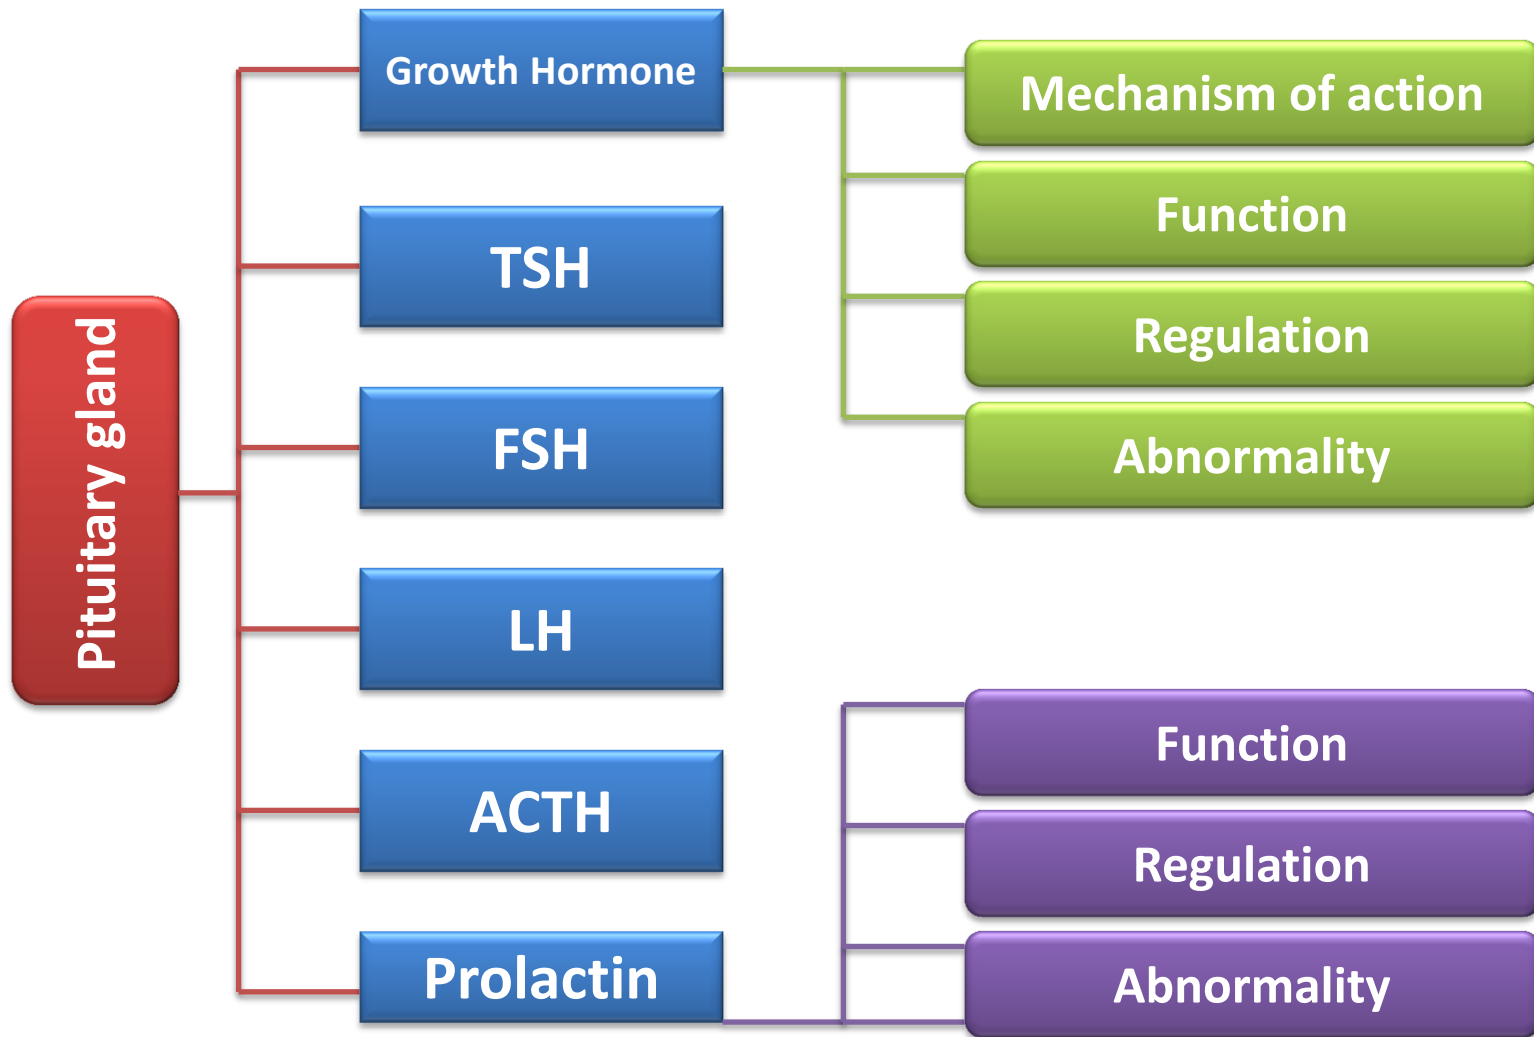 Pituitary gland
Growth Hormone
TSH
FSH
LH
ACTH
Prolactin
Mechanism of action
Function
Regulation
Abnormality
Function
Regulation
Abnormality